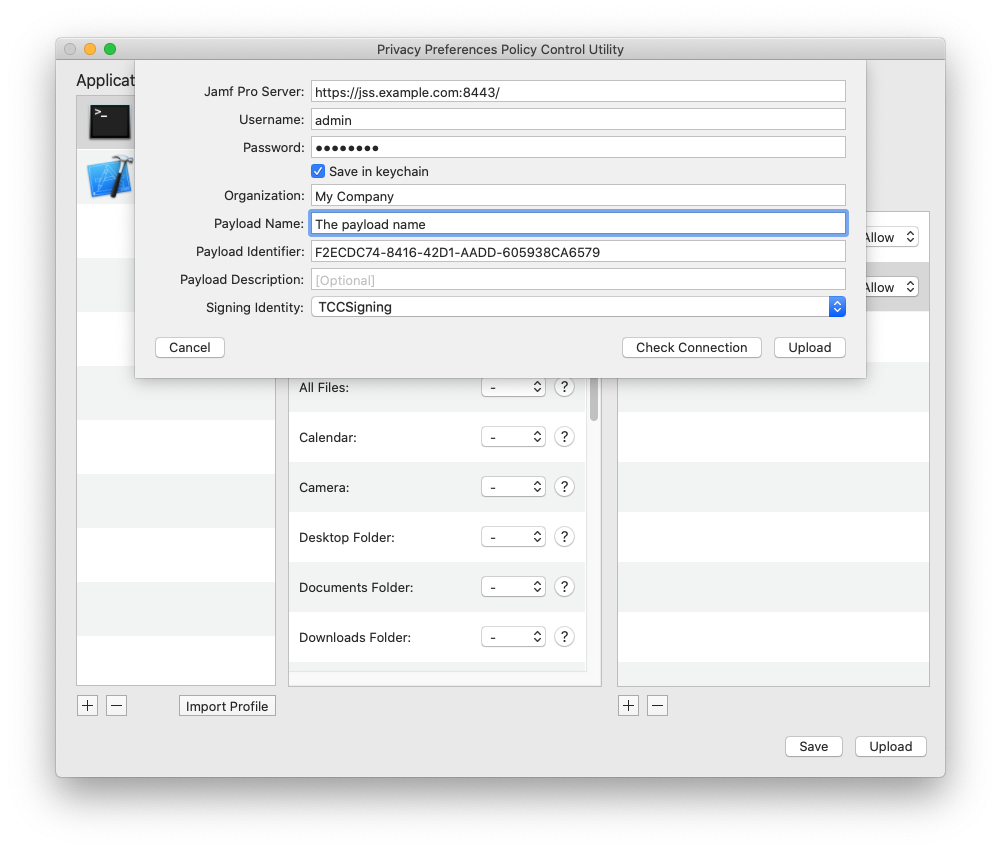 Privacy Preferences Policy Control Utility
Applicat
Jamf Pro Server: https://jss.example.com:8443/
Username: admin
Password: ●●●●●●●●
Save in keychain
Organization: My Company
Payload Name: The payload name
Payload Identifier: F2ECDC74-8416-42D1-AADD-605938CA6579
Payload Description: [Optional]
Signing Identity: TCCSigning
Cancel Check Connection Upload
Allow
Allow
All Files: - ?
Calendar: - ?
Camera: - ?
Desktop Folder: - ?
Documents Folder: - ?
Downloads Folder: - ?
+ − Import Profile + −
Save Upload